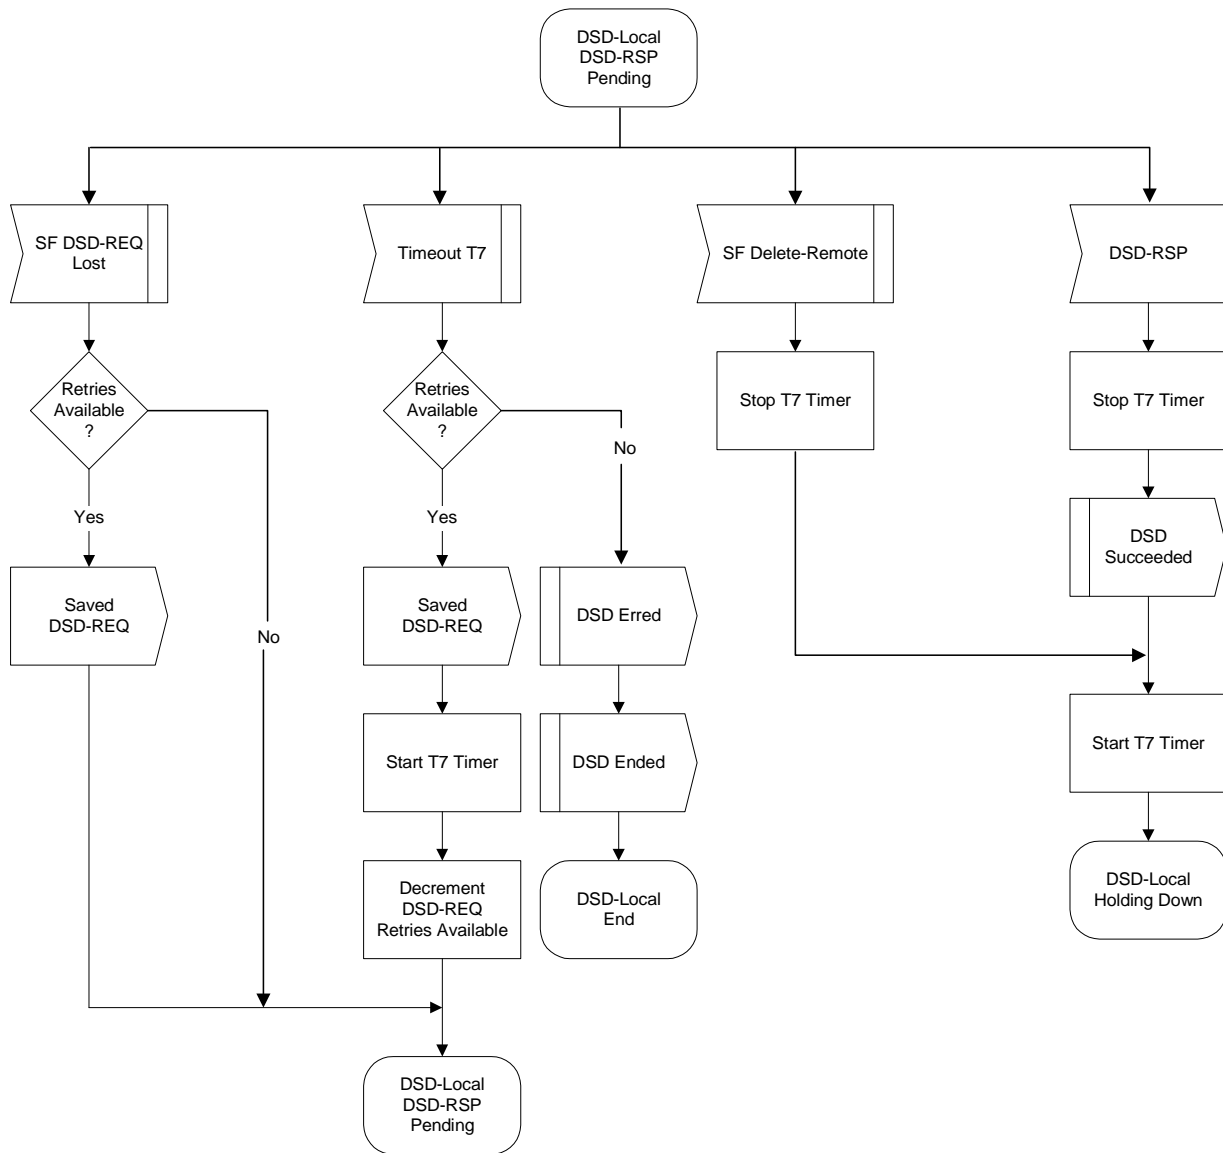 DSD-Local
DSD-RSP
Pending
SF DSD-REQ
Lost
Timeout T7
SF Delete-Remote
DSD-RSP
Retries
Available
?
Retries
Available
?
Stop T7 Timer
Stop T7 Timer
No
Yes
Yes
DSD
Succeeded
Saved
DSD-REQ
No
Saved
DSD-REQ
DSD Erred
Start T7 Timer
DSD Ended
Start T7 Timer
Decrement
DSD-REQ
Retries Available
DSD-Local
End
DSD-Local
Holding Down
DSD-Local
DSD-RSP
Pending